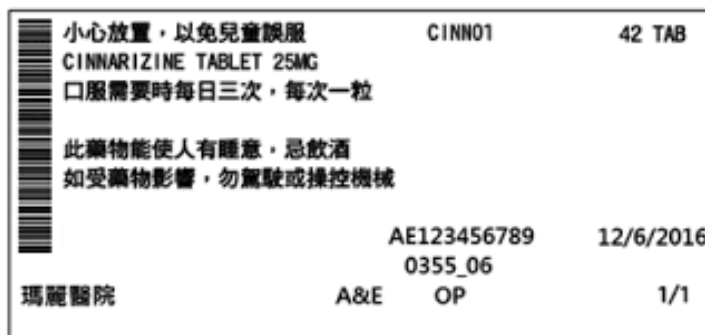 小心放置，以免兒童誤服 CINN01 42 TAB
CINNARIZINE TABLET 25MG
口服需要時每日三次，每次一粒
此藥物能使人有睡意，忌飲酒
如受藥物影響，勿駕駛或操控機械
AE123456789 12/6/2016
0355_06
瑪麗醫院 A&E OP 1/1